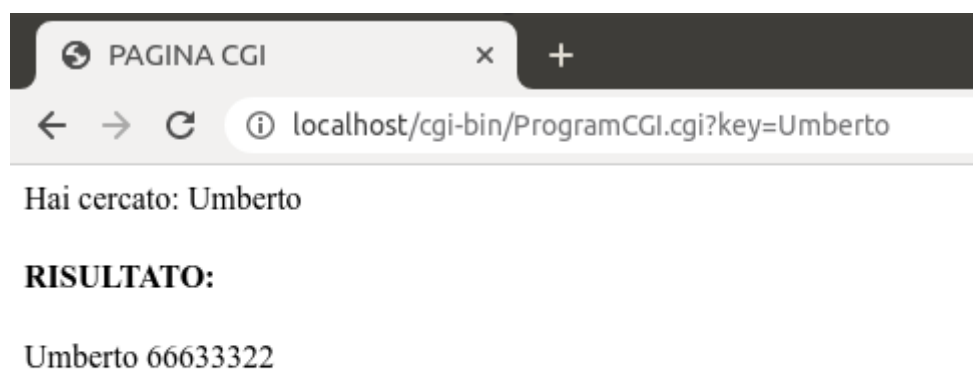 PAGINA CGI
localhost/cgi-bin/ProgramCGI.cgi?key=Umberto
Hai cercato: Umberto
RISULTATO:
Umberto 66633322